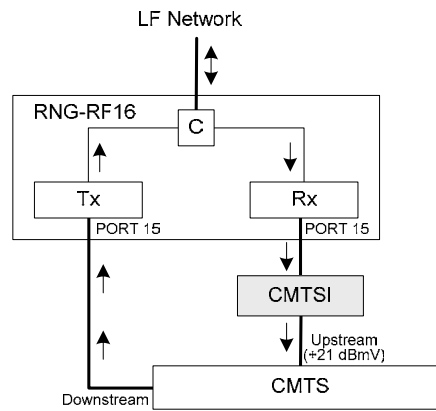 LF Network
RNG-RF16
C
Tx
Rx
PORT 15
PORT 15
CMTSI
Upstream
(+21 dBmV)
Downstream
CMTS